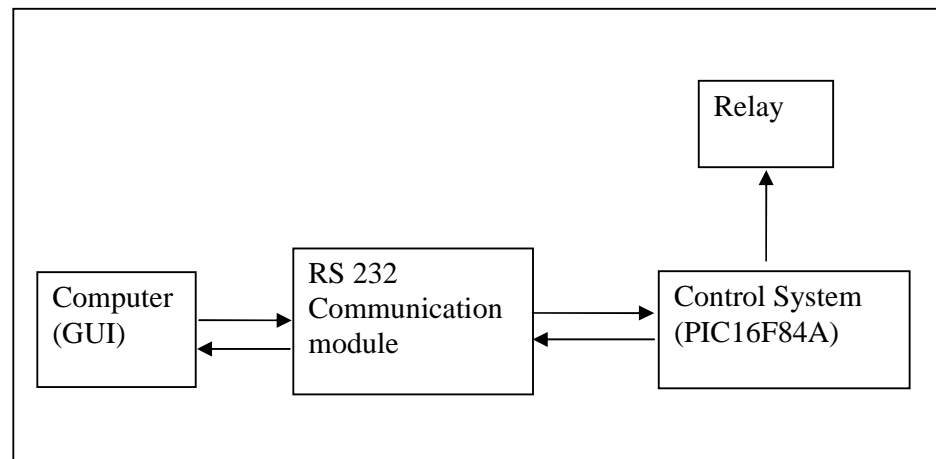 Relay
Computer
(GUI)
RS 232
Communication
module
Control System
(PIC16F84A)